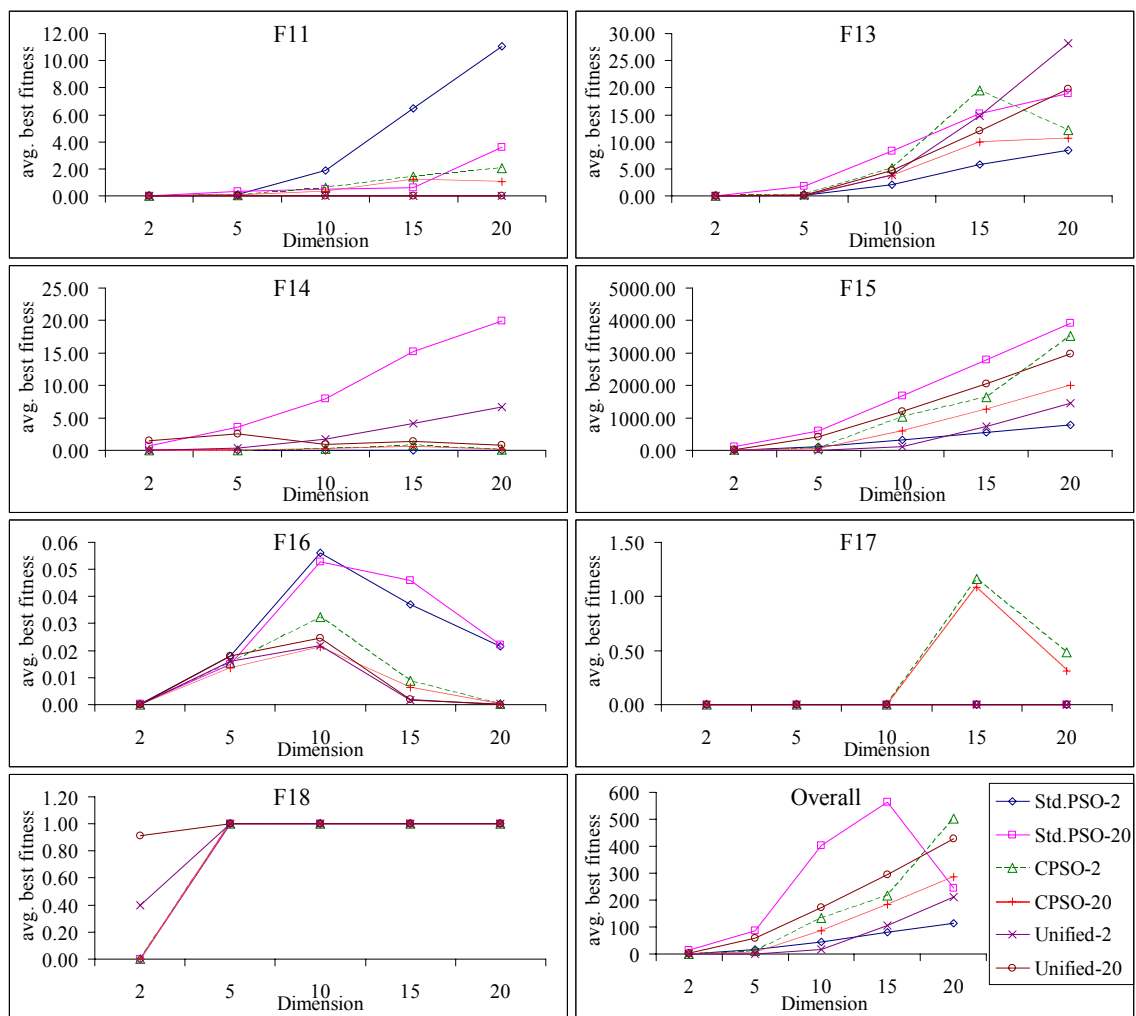 F11
avg. best fitness
12.00
10.00
8.00
6.00
4.00
2.00
0.00
2 5 10 15 20
Dimension
F13
avg. best fitness
30.00
25.00
20.00
15.00
10.00
5.00
0.00
2 5 10 15 20
Dimension
F14
avg. best fitness
25.00
20.00
15.00
10.00
5.00
0.00
2 5 10 15 20
Dimension
F15
avg. best fitness
5000.00
4000.00
3000.00
2000.00
1000.00
0.00
2 5 10 15 20
Dimension
F16
avg. best fitness
0.06
0.05
0.04
0.03
0.02
0.01
0.00
2 5 10 15 20
Dimension
F17
avg. best fitness
1.50
1.00
0.50
0.00
2 5 10 15 20
Dimension
F18
avg. best fitness
1.20
1.00
0.80
0.60
0.40
0.20
0.00
2 5 10 15 20
Dimension
Overall
avg. best fitness
600
500
400
300
200
100
0
2 5 10 15 20
Dimension
Std.PSO-2
Std.PSO-20
CPSO-2
CPSO-20
Unified-2
Unified-20